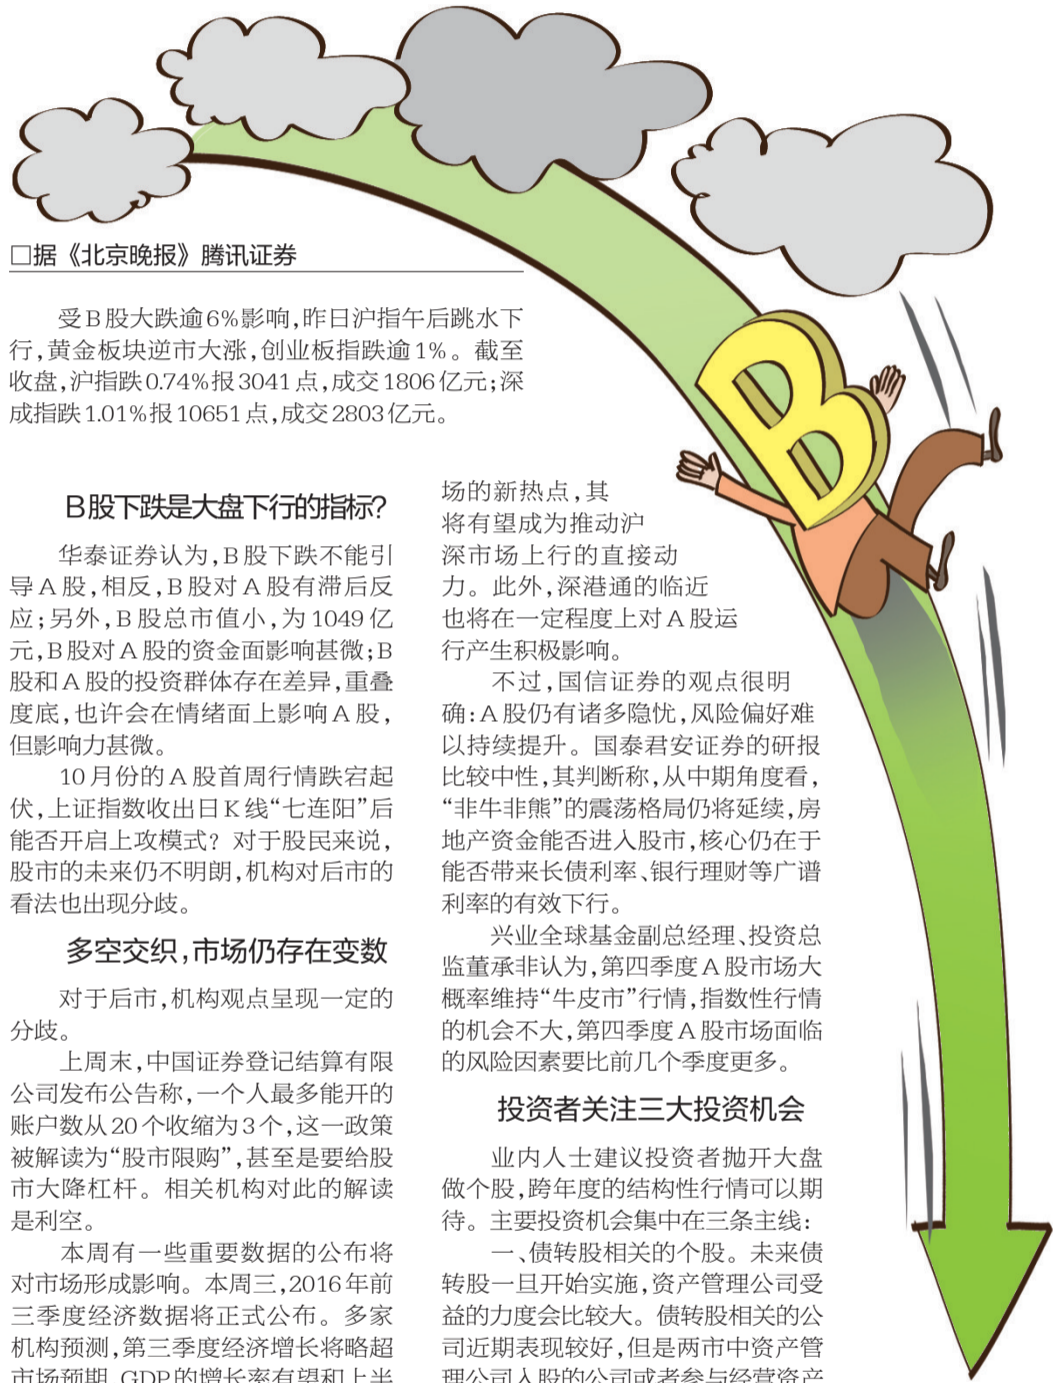 □据《北京晚报》腾讯证券
受B股大跌逾6%影响,昨日沪指午后跳水下
行,黄金板块逆市大涨,创业板指跌逾1%。截至
收盘,沪指跌0.74%报3041点,成交1806亿元;深
成指跌1.01%报10651点,成交2803亿元。
B股下跌是大盘下行的指标?
华泰证券认为,B股下跌不能引
导A股,相反,B股对A股有滞后反
应;另外,B股总市值小,为1049亿
元,B股对A股的资金面影响甚微;B
股和A股的投资群体存在差异,重叠
度底,也许会在情绪面上影响A股,
但影响力甚微。
10月份的A股首周行情跌宕起
伏,上证指数收出日K线“七连阳”后
能否开启上攻模式?对于股民来说,
股市的未来仍不明朗,机构对后市的
看法也出现分歧。
多空交织,市场仍存在变数
对于后市,机构观点呈现一定的
分歧。
上周末,中国证券登记结算有限
公司发布公告称,一个人最多能开的
账户数从20个收缩为3个,这一政策
被解读为“股市限购”,甚至是要给股
市大降杠杆。相关机构对此的解读
是利空。
本周有一些重要数据的公布将
对市场形成影响。本周三,2016年前
三季度经济数据将正式公布。多家
机构预测,第三季度经济增长将略超
市场预期,GDP的增长率有望和上半
场的新热点,其
将有望成为推动沪
深市场上行的直接动
力。此外,深港通的临近
也将在一定程度上对A股运
行产生积极影响。
不过,国信证券的观点很明
确:A股仍有诸多隐忧,风险偏好难
以持续提升。国泰君安证券的研报
比较中性,其判断称,从中期角度看,
“非牛非熊”的震荡格局仍将延续,房
地产资金能否进入股市,核心仍在于
能否带来长债利率、银行理财等广谱
利率的有效下行。
兴业全球基金副总经理、投资总
监董承非认为,第四季度A股市场大
概率维持“牛皮市”行情,指数性行情
的机会不大,第四季度A股市场面临
的风险因素要比前几个季度更多。
投资者关注三大投资机会
业内人士建议投资者抛开大盘
做个股,跨年度的结构性行情可以期
待。主要投资机会集中在三条主线:
一、债转股相关的个股。未来债
转股一旦开始实施,资产管理公司受
益的力度会比较大。债转股相关的公
司近期表现较好,但是两市中资产管
理公司入股的公司或者参与经营资产
B